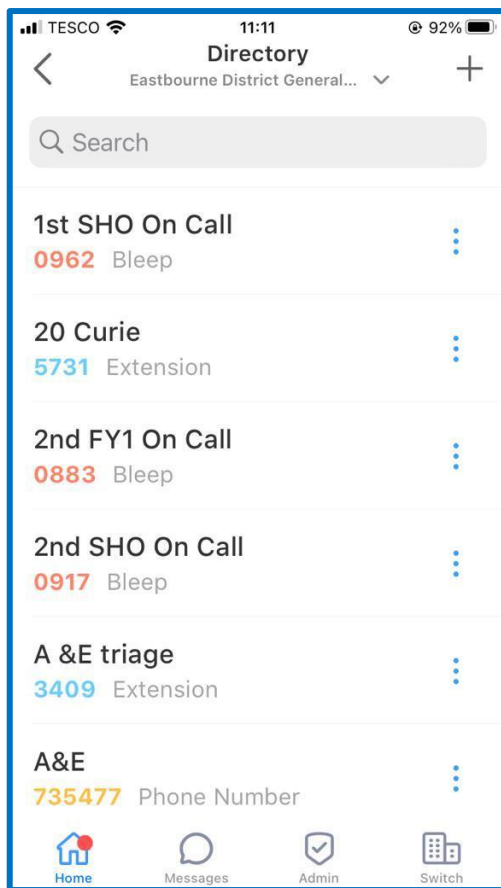 TESCO 11:11 92%
Directory
Eastbourne District General...
Search
1st SHO On Call
0962 Bleep
20 Curie
5731 Extension
2nd FY1 On Call
0883 Bleep
2nd SHO On Call
0917 Bleep
A &E triage
3409 Extension
A&E
735477 Phone Number
Home Messages Admin Switch